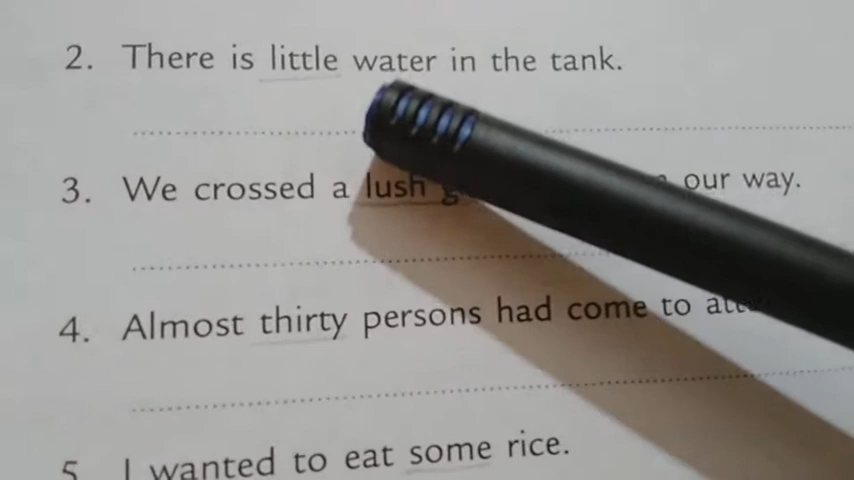 2. There is little water in the tank.
3. We crossed a lush our way.
4. Almost thirty persons had come to
5. I wanted to eat some rice.